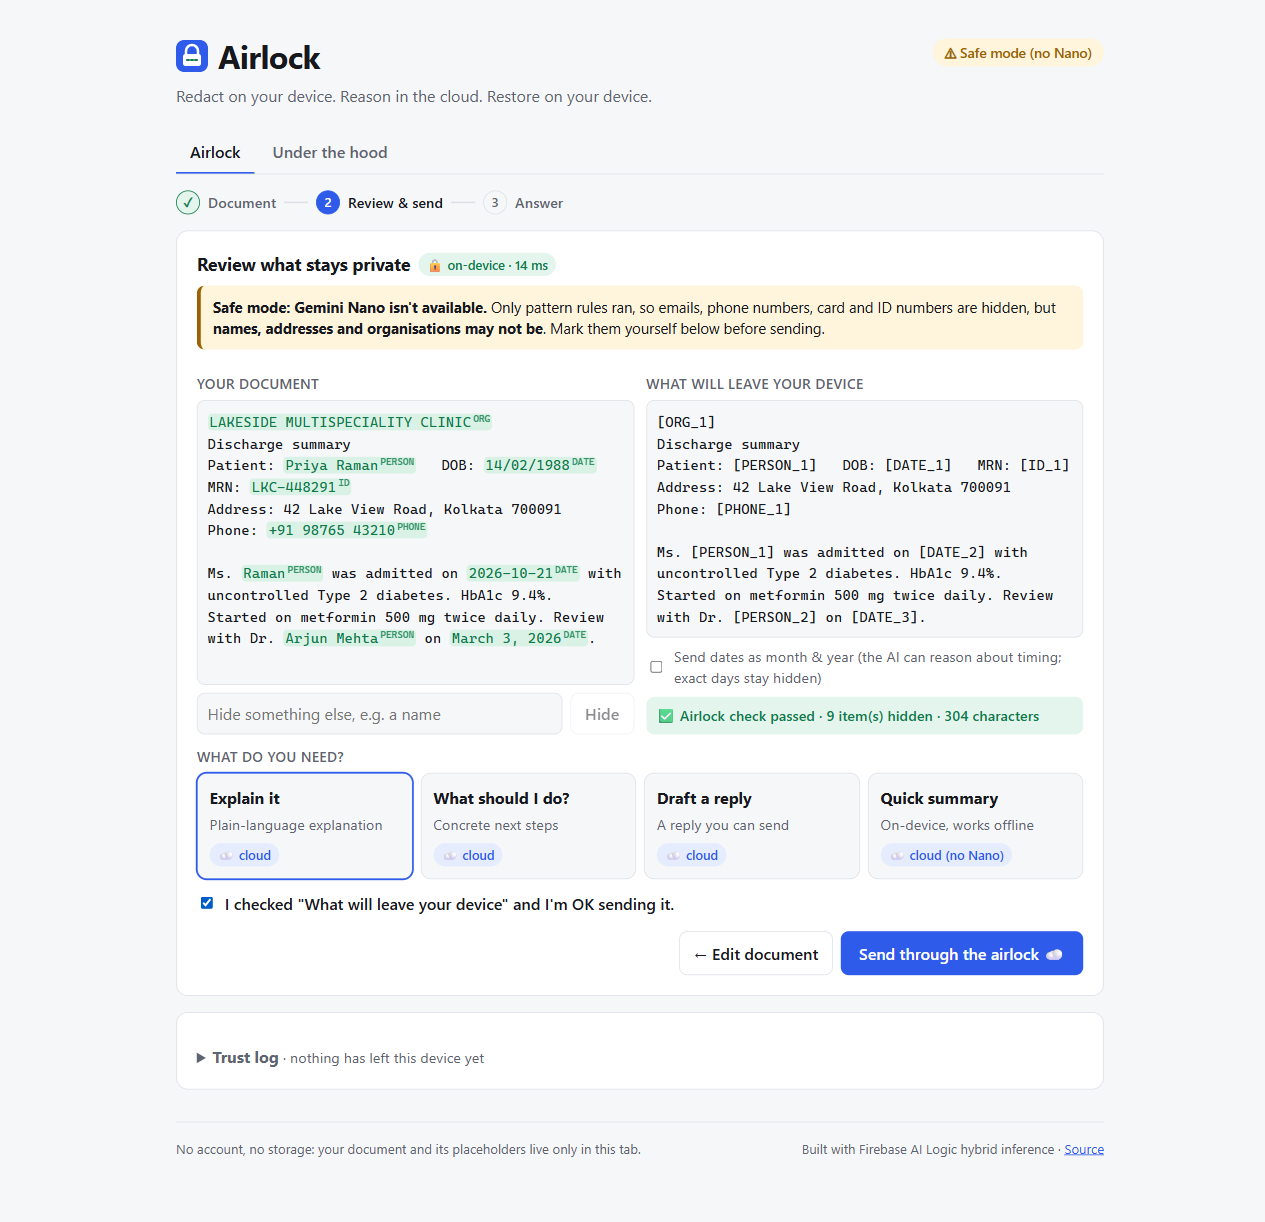 Airlock
⚠ Safe mode (no Nano)
Redact on your device. Reason in the cloud. Restore on your device.
Airlock Under the hood
✓ Document 2 Review & send 3 Answer
Review what stays private 🔒 on-device · 14 ms
Safe mode: Gemini Nano isn't available. Only pattern rules ran, so emails, phone numbers, card and ID numbers are hidden, but
names, addresses and organisations may not be. Mark them yourself below before sending.
YOUR DOCUMENT
LAKESIDE MULTISPECIALITY CLINIC ORG
Discharge summary
Patient: Priya Raman PERSON DOB: 14/02/1988 DATE
MRN: LKC-448291 ID
Address: 42 Lake View Road, Kolkata 700091
Phone: +91 98765 43210 PHONE
Ms. Raman PERSON was admitted on 2026-10-21 DATE with
uncontrolled Type 2 diabetes. HbA1c 9.4%.
Started on metformin 500 mg twice daily. Review
with Dr. Arjun Mehta PERSON on March 3, 2026 DATE.
Hide something else, e.g. a name Hide
WHAT WILL LEAVE YOUR DEVICE
[ORG_1]
Discharge summary
Patient: [PERSON_1] DOB: [DATE_1] MRN: [ID_1]
Address: 42 Lake View Road, Kolkata 700091
Phone: [PHONE_1]
Ms. [PERSON_1] was admitted on [DATE_2] with
uncontrolled Type 2 diabetes. HbA1c 9.4%.
Started on metformin 500 mg twice daily. Review
with Dr. [PERSON_2] on [DATE_3].
Send dates as month & year (the AI can reason about timing;
exact days stay hidden)
✅ Airlock check passed · 9 item(s) hidden · 304 characters
WHAT DO YOU NEED?
Explain it
Plain-language explanation
☁ cloud
What should I do?
Concrete next steps
☁ cloud
Draft a reply
A reply you can send
☁ cloud
Quick summary
On-device, works offline
☁ cloud (no Nano)
I checked "What will leave your device" and I'm OK sending it.
← Edit document Send through the airlock ☁
▶ Trust log · nothing has left this device yet
No account, no storage: your document and its placeholders live only in this tab.
Built with Firebase AI Logic hybrid inference · Source